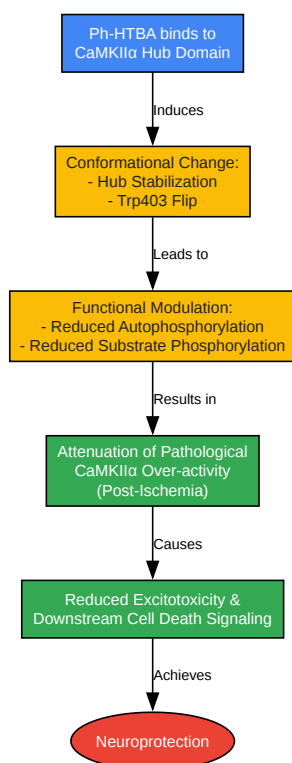 Ph-HTBA binds to
CaMKIIα Hub Domain
Induces
Conformational Change:
- Hub Stabilization
- Trp403 Flip
Leads to
Functional Modulation:
- Reduced Autophosphorylation
- Reduced Substrate Phosphorylation
Results in
Attenuation of Pathological
CaMKIIα Over-activity
(Post-Ischemia)
Causes
Reduced Excitotoxicity &
Downstream Cell Death Signaling
Achieves
Neuroprotection